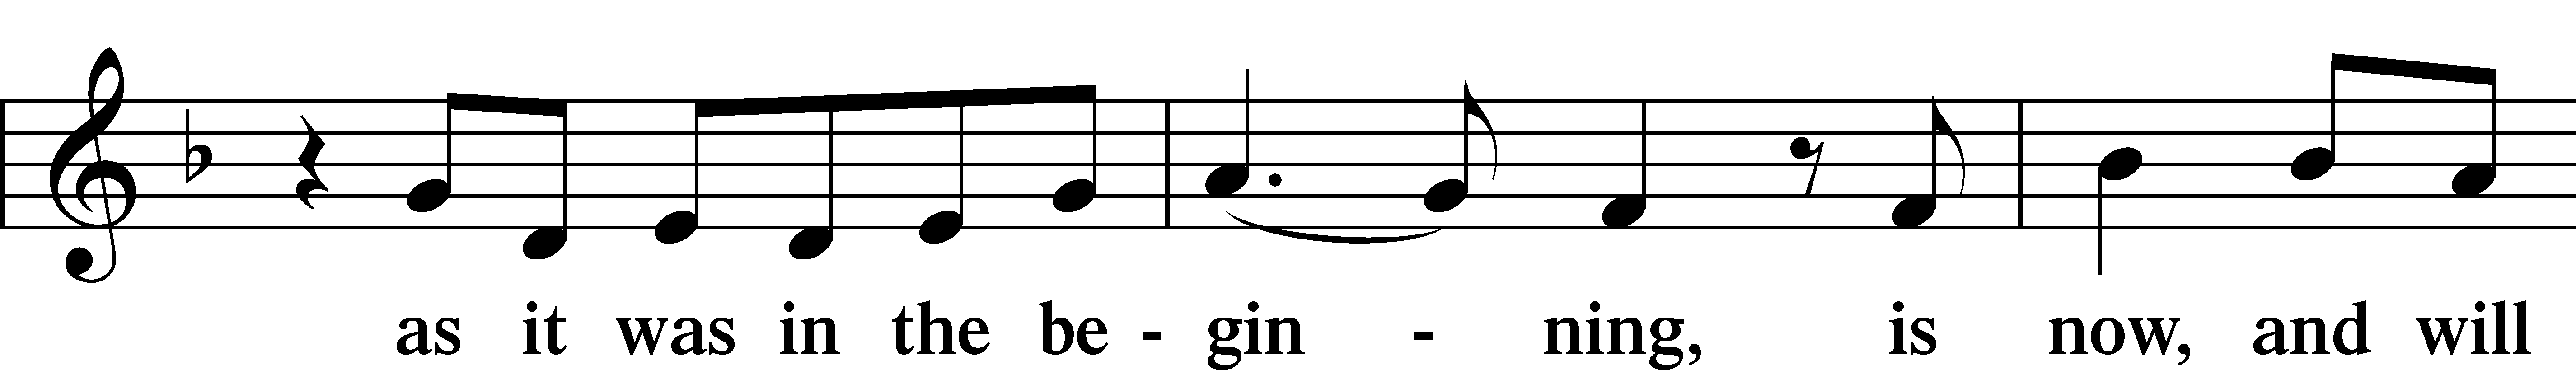 as it was in the be - gin - ning, is now, and will